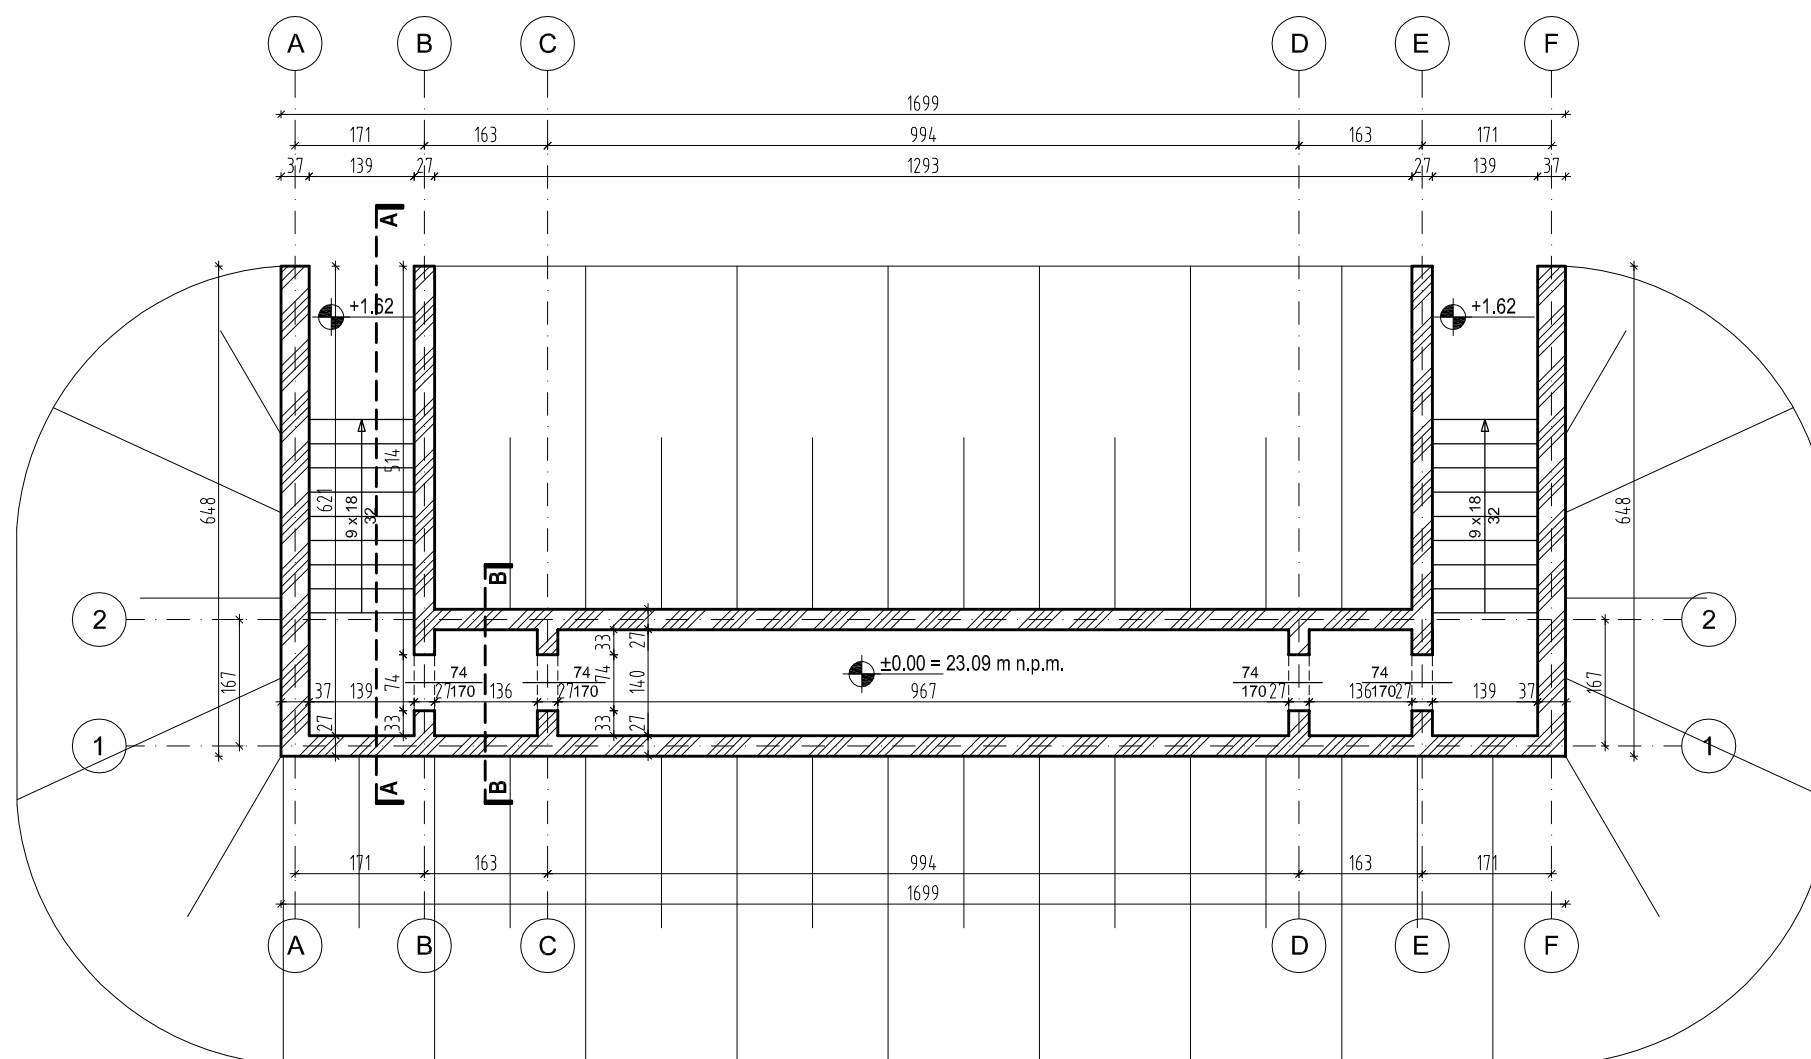 A B C D E F
1699
171 163 994 163 171
37 139 27 1293 27 139 37
A
+1.62 +1.62
514
621
648
9 x 18
32
9 x 18
32
648
B
2 2
33 27
±0.00 = 23.09 m n.p.m.
74
170
74
170
74
170
74
170
167 74 74 140 167
37 139 27 136 27 967 27 136 27 139 37
27 33 33 27
1 1
A B
171 163 994 163 171
1699
A B C D E F